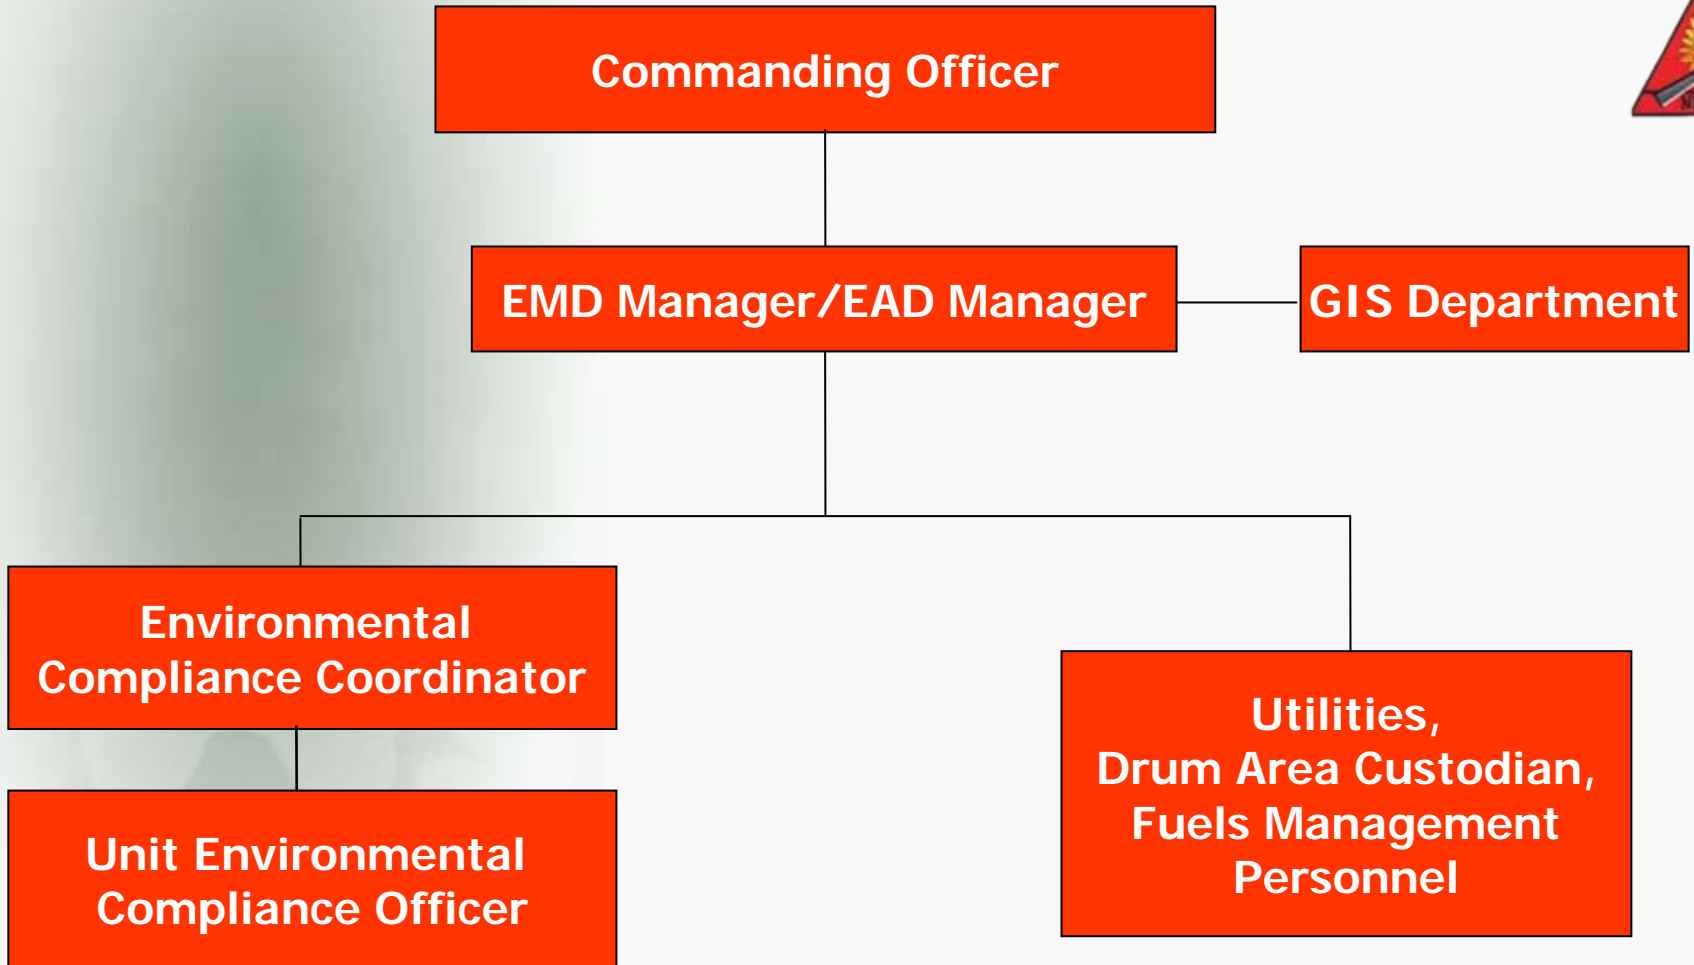 Commanding Officer
EMD Manager/EAD Manager
GIS Department
Environmental
Compliance Coordinator
Unit Environmental
Compliance Officer
Utilities,
Drum Area Custodian,
Fuels Management
Personnel